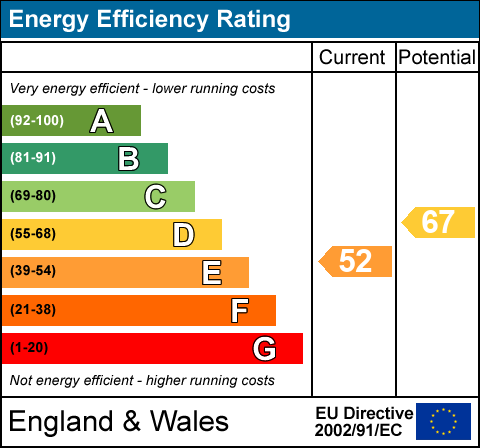 Energy Efficiency Rating
Current Potential
Very energy efficient - lower running costs
(92-100) A
(81-91) B
(69-80) C
(55-68) D
67
(39-54) E
52
(21-38) F
(1-20) G
Not energy efficient - higher running costs
England & Wales
EU Directive
2002/91/EC